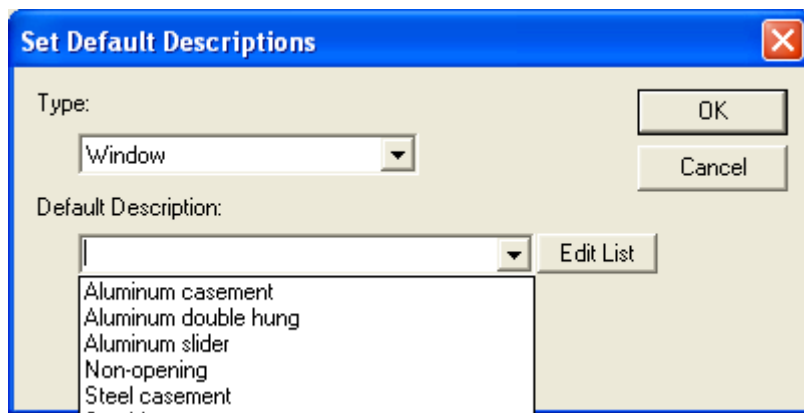 Set Default Descriptions
Type:
OK
Window
Cancel
Default Description:
Edit List
Aluminum casement
Aluminum double hung
Aluminum slider
Non-opening
Steel casement